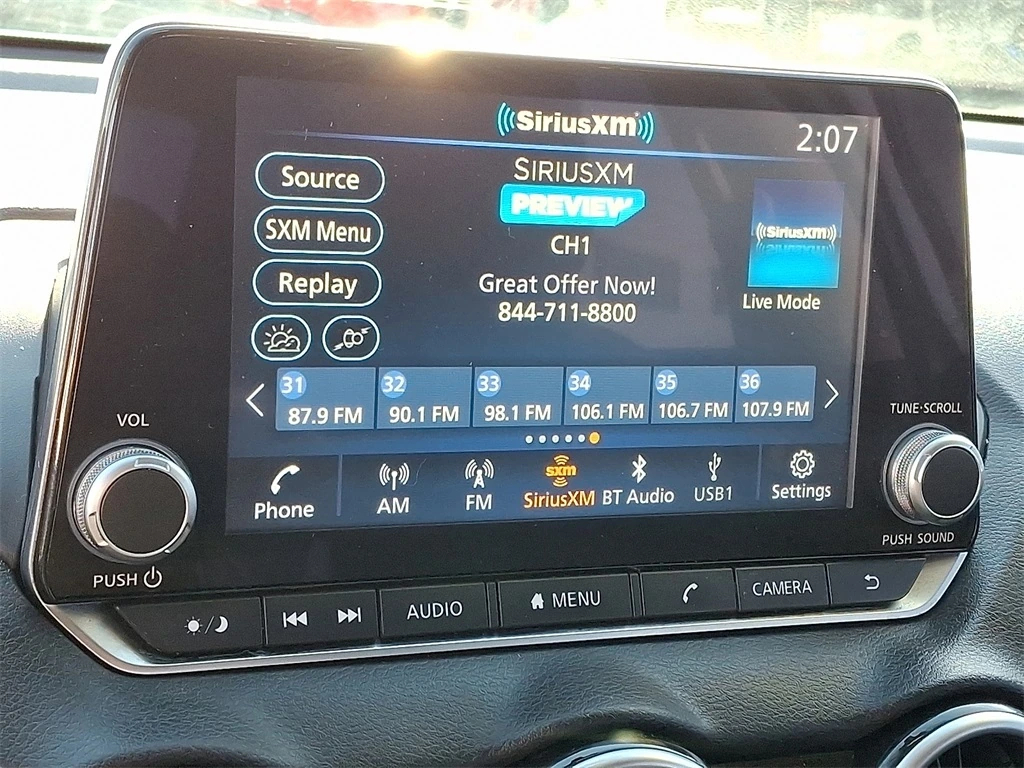 SiriusXM
2:07
Source
SIRIUSXM
PREVIEW
SXM Menu
CH1
SiriusXM
SiriusXM
Replay
Great Offer Now!
Live Mode
844-711-8800
31 32 33 34 35 36
87.9 FM 90.1 FM 98.1 FM 106.1 FM 106.7 FM 107.9 FM
VOL
TUNE·SCROLL
sxm
Phone AM FM SiriusXM BT Audio USB1 Settings
PUSH
PUSH SOUND
AUDIO MENU CAMERA